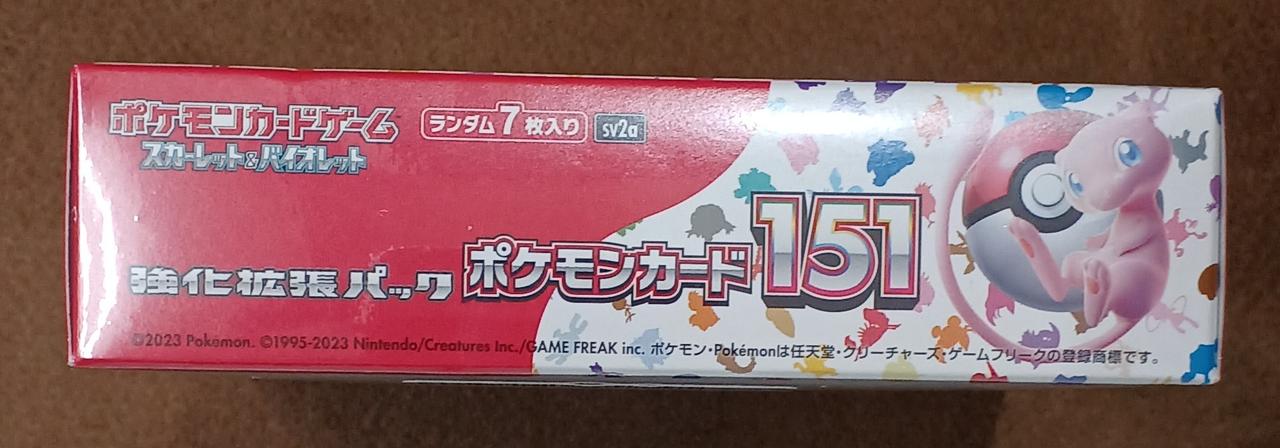 ポケモンカードゲーム
スカーレット&バイオレット
ランダム7枚入り
sv2a
強化拡張パック
ポケモンカード151
©2023 Pokémon. ©1995-2023 Nintendo/Creatures Inc./GAME FREAK inc. ポケモン・Pokémonは任天堂・クリーチャーズ・ゲームフリークの登録商標です。